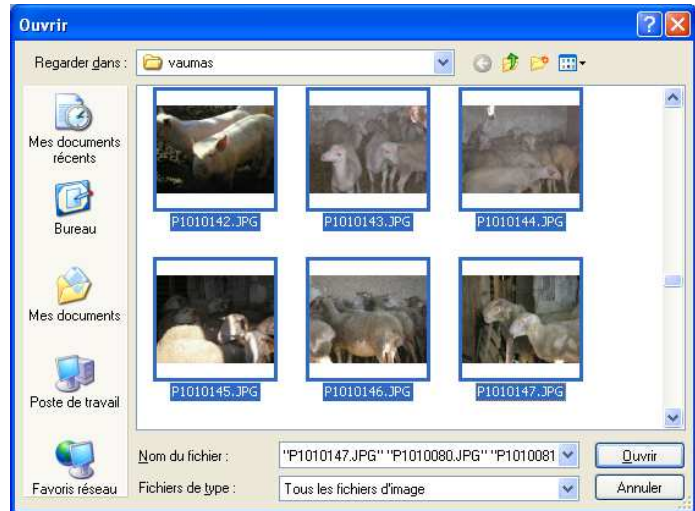 Ouvrir
Regarder dans :
vaumas
Mes documents
récents
Bureau
Mes documents
Poste de travail
Favoris réseau
P1010142.JPG
P1010143.JPG
P1010144.JPG
P1010145.JPG
P1010146.JPG
P1010147.JPG
Nom du fichier :
"P1010147.JPG" "P1010080.JPG" "P1010081
Ouvrir
Fichiers de type :
Tous les fichiers d'image
Annuler